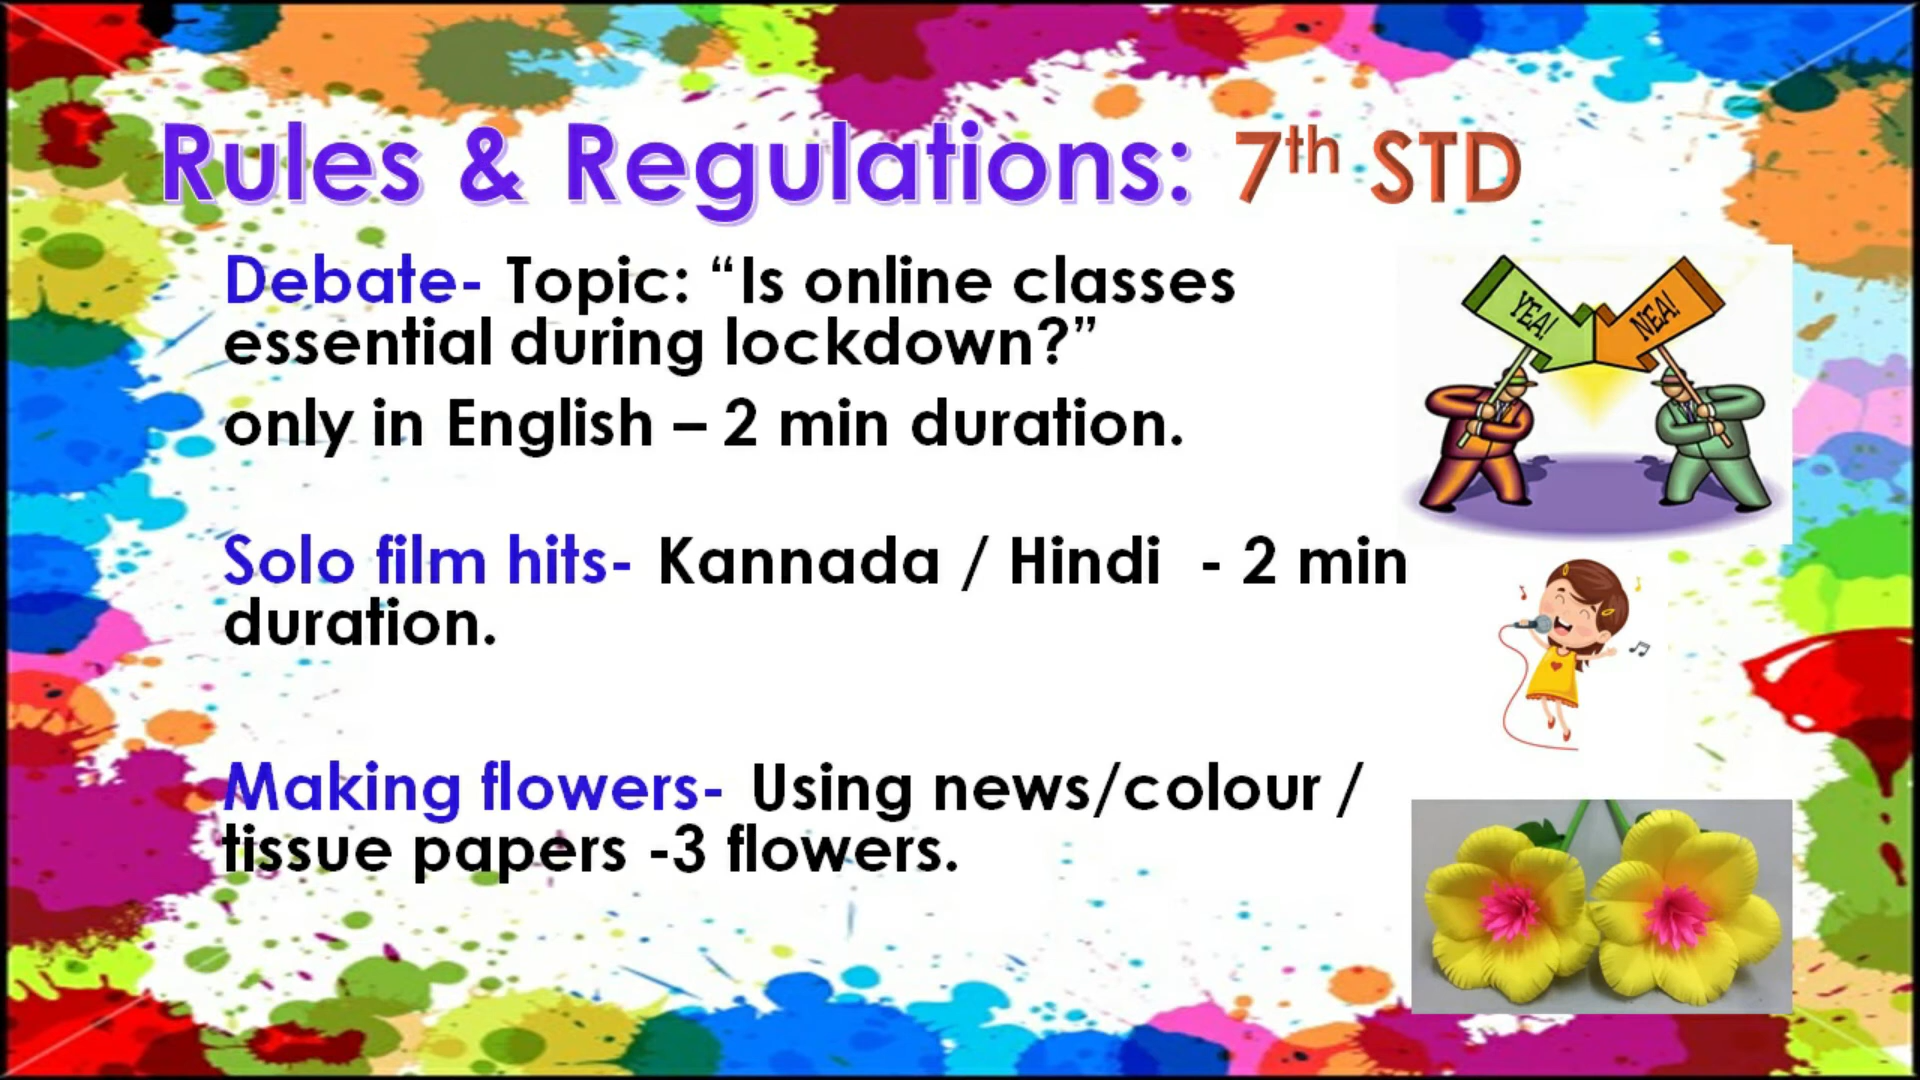 Rules & Regulations: 7th STD
Debate- Topic: “Is online classes
essential during lockdown?”
only in English – 2 min duration.
YEA!
NEA!
Solo film hits- Kannada / Hindi - 2 min
duration.
Making flowers- Using news/colour /
tissue papers -3 flowers.